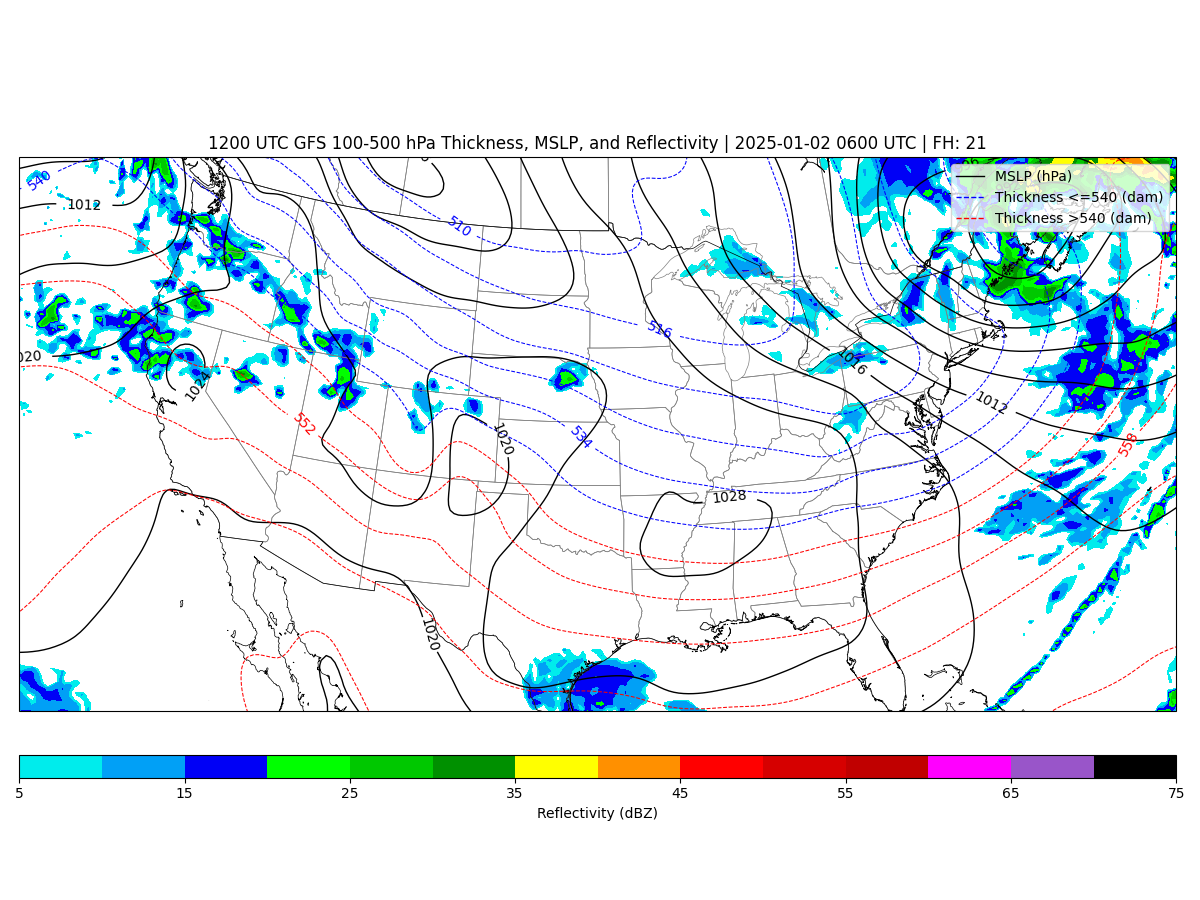 1200 UTC GFS 100-500 hPa Thickness, MSLP, and Reflectivity | 2025-01-02 0600 UTC | FH: 21
MSLP (hPa)
Thickness <=540 (dam)
Thickness >540 (dam)
540
1012
510
516
020
1024
1016
1012
552
1020
534
558
1028
1020
5 15 25 35 45 55 65 75
Reflectivity (dBZ)